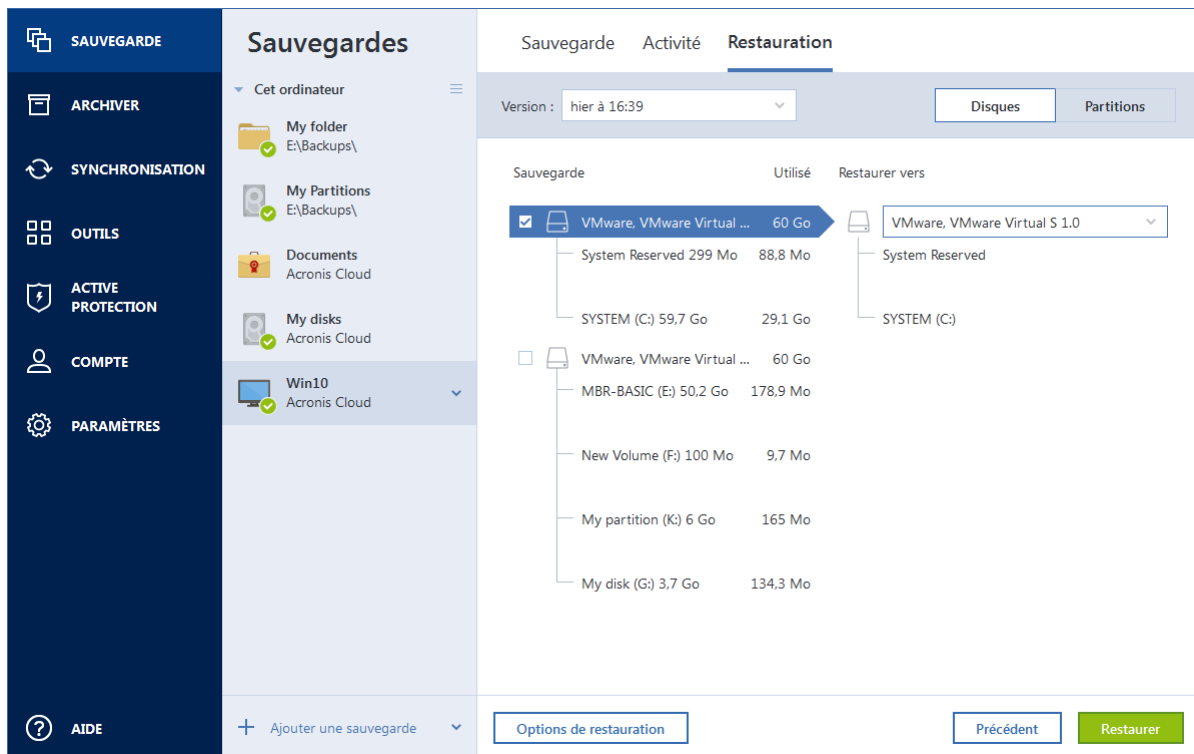 SAUVEGARDE
ARCHIVER
SYNCHRONISATION
OUTILS
ACTIVE
PROTECTION
COMPTE
PARAMÈTRES
AIDE
Sauvegardes
Cet ordinateur
My folder
E:\Backups\
My Partitions
E:\Backups\
Documents
Acronis Cloud
My disks
Acronis Cloud
Win10
Acronis Cloud
Ajouter une sauvegarde
Sauvegarde Activité Restauration
Version : hier à 16:39 Disques Partitions
Sauvegarde Utilisé Restaurer vers
VMware, VMware Virtual ... 60 Go VMware, VMware Virtual S 1.0
System Reserved 299 Mo 88,8 Mo System Reserved
SYSTEM (C:) 59,7 Go 29,1 Go SYSTEM (C:)
VMware, VMware Virtual ... 60 Go
MBR-BASIC (E:) 50,2 Go 178,9 Mo
New Volume (F:) 100 Mo 9,7 Mo
My partition (K:) 6 Go 165 Mo
My disk (G:) 3,7 Go 134,3 Mo
Options de restauration Précédent Restaurer